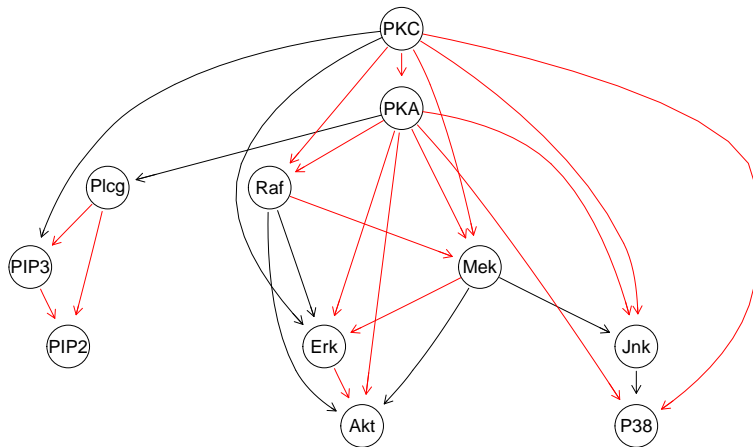 PKC
PKA
Plcg
Raf
PIP3
Mek
PIP2
Erk
Jnk
Akt
P38